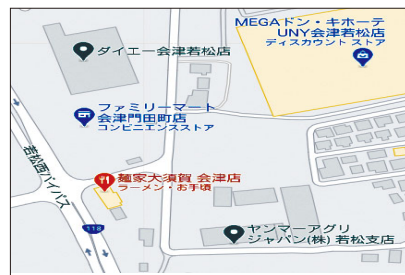 MEGAドン・キホーテ
UNY会津若松店
ディスカウント ストア
ダイエー会津若松店
ファミリーマート
会津門田町店
コンビニエンスストア
若松西バイパス
麺家大須賀 会津店
ラーメン・お手頃
118
ヤンマーアグリ
ジャパン(株) 若松支店